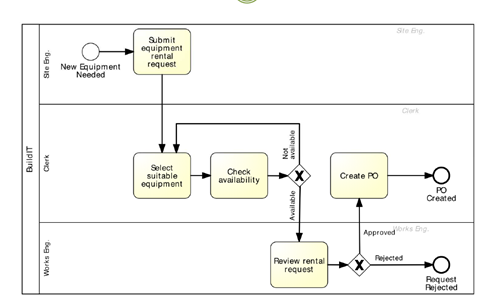 BuildIT
Site Eng.
Site Eng.
New Equipment
Needed
Submit
equipment
rental
request
Clerk
Clerk
Select
suitable
equipment
Check
availability
Not
available
Available
Create PO
PO
Created
Works Eng.
Works Eng.
Review rental
request
Approved
Rejected
Request
Rejected